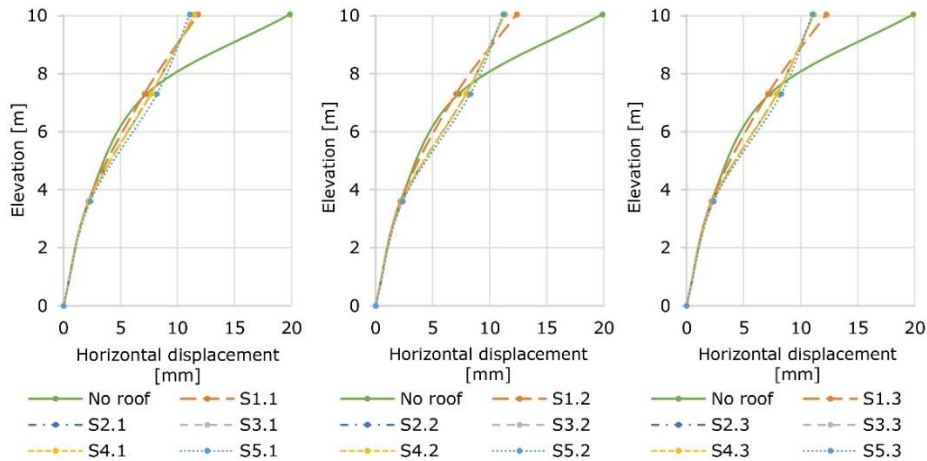 10
8
6
4
2
0
Elevation [m]
0 5 10 15 20
Horizontal displacement
[mm]
No roof S1.1
S2.1 S3.1
S4.1 S5.1
10
8
6
4
2
0
Elevation [m]
0 5 10 15 20
Horizontal displacement
[mm]
No roof S1.2
S2.2 S3.2
S4.2 S5.2
10
8
6
4
2
0
Elevation [m]
0 5 10 15 20
Horizontal displacement
[mm]
No roof S1.3
S2.3 S3.3
S4.3 S5.3